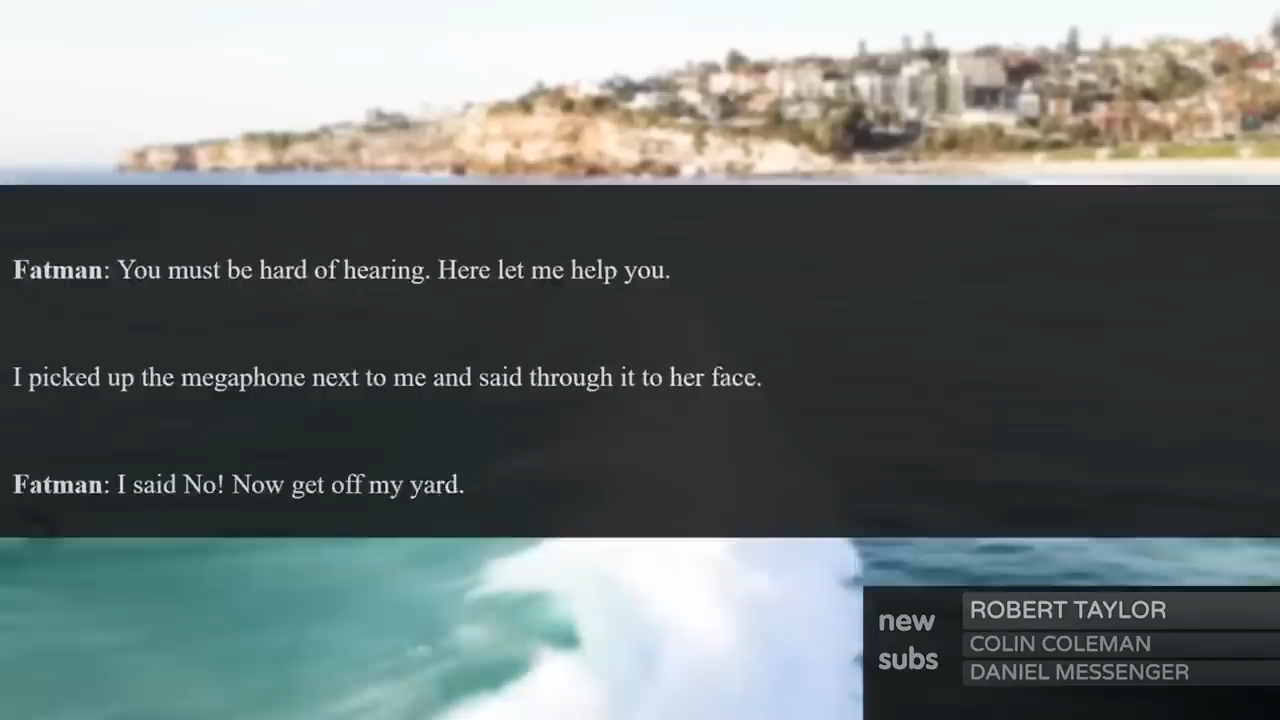 Fatman: You must be hard of hearing. Here let me help you.
I picked up the megaphone next to me and said through it to her face.
Fatman: I said No! Now get off my yard.
new subs
ROBERT TAYLOR
COLIN COLEMAN
DANIEL MESSENGER